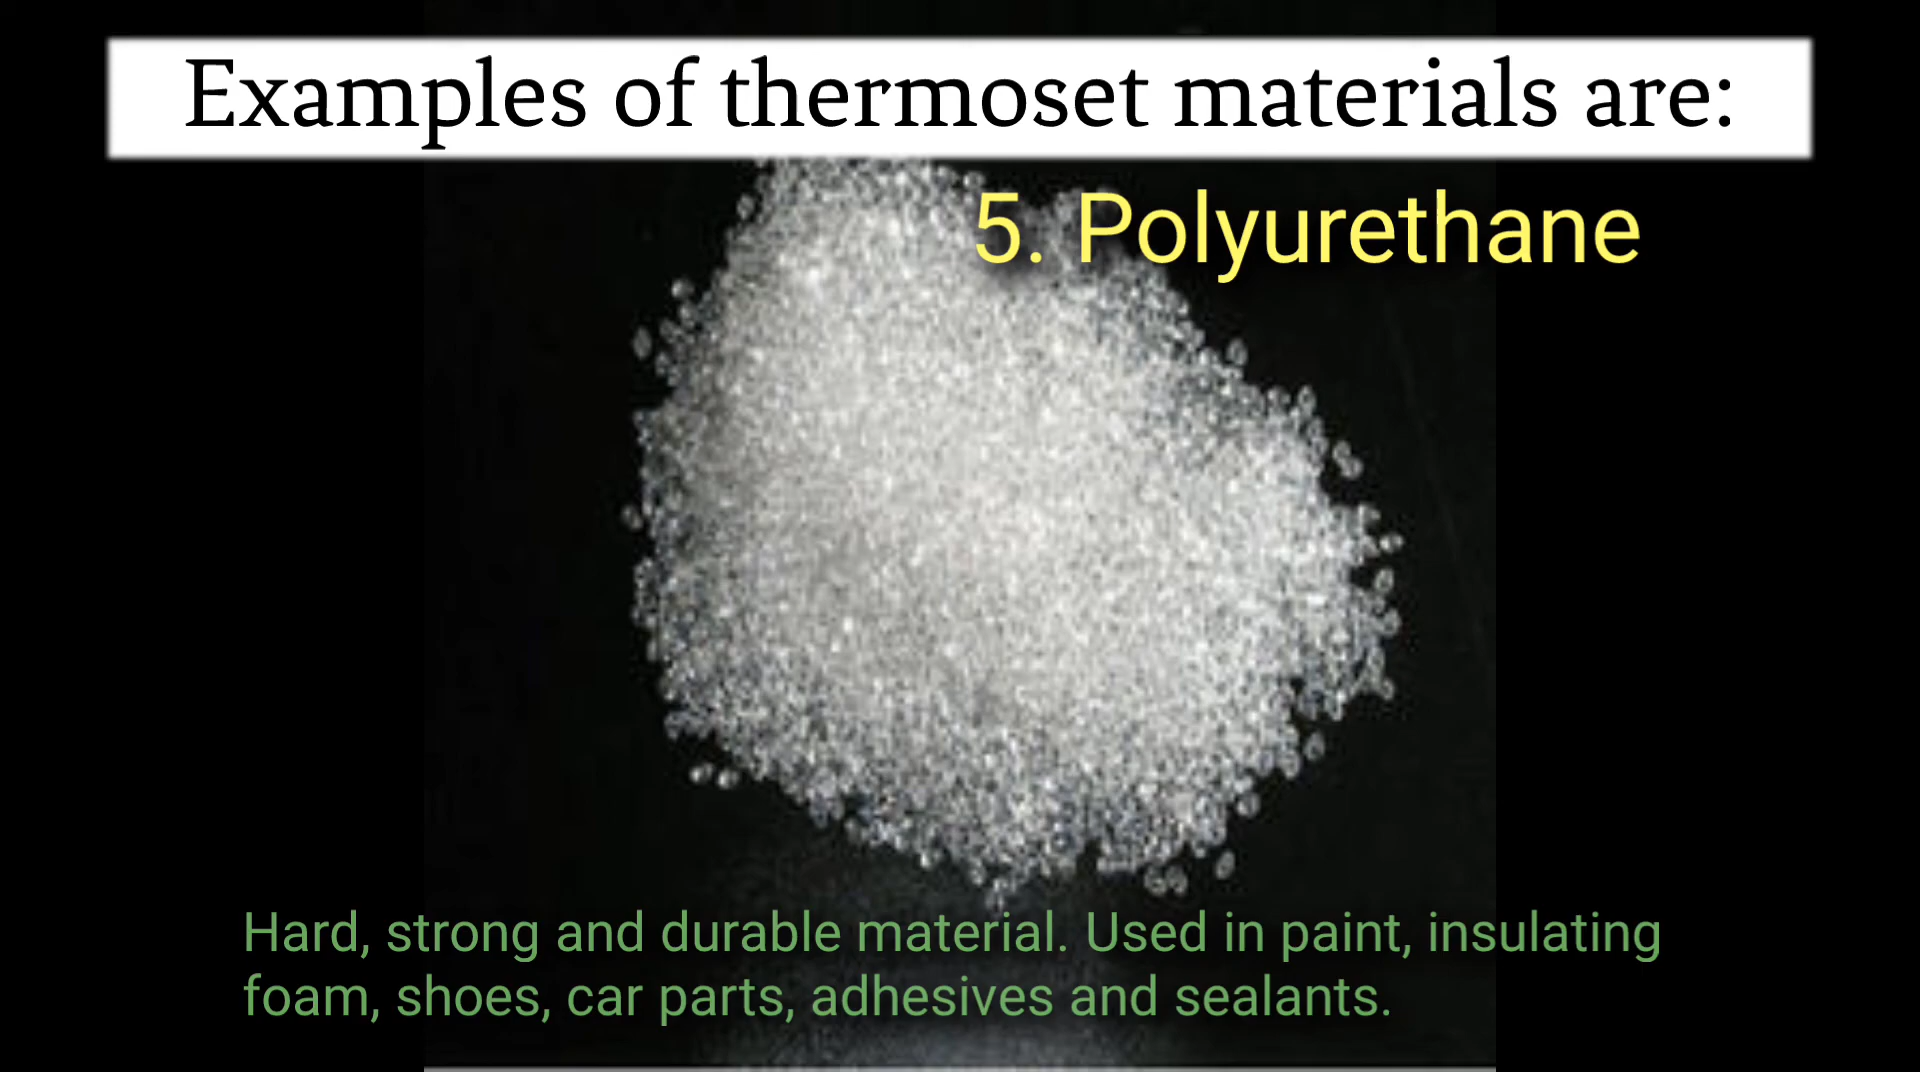 Examples of thermoset materials are:
5. Polyurethane
Hard, strong and durable material. Used in paint, insulating
foam, shoes, car parts, adhesives and sealants.